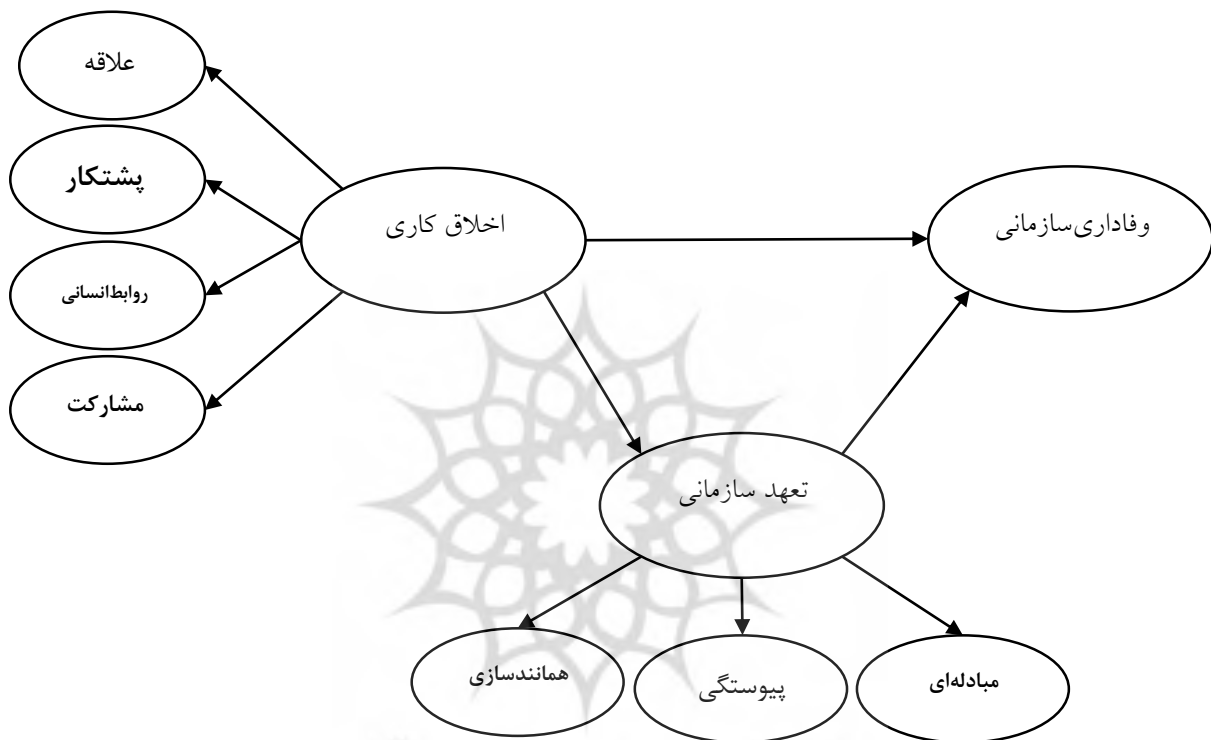 علاقه
پشتکار
اخلاق کاری
وفاداری‌سازمانی
روابط‌انسانی
مشارکت
تعهد سازمانی
مبادله‌ای
پیوستگی
همانندسازی